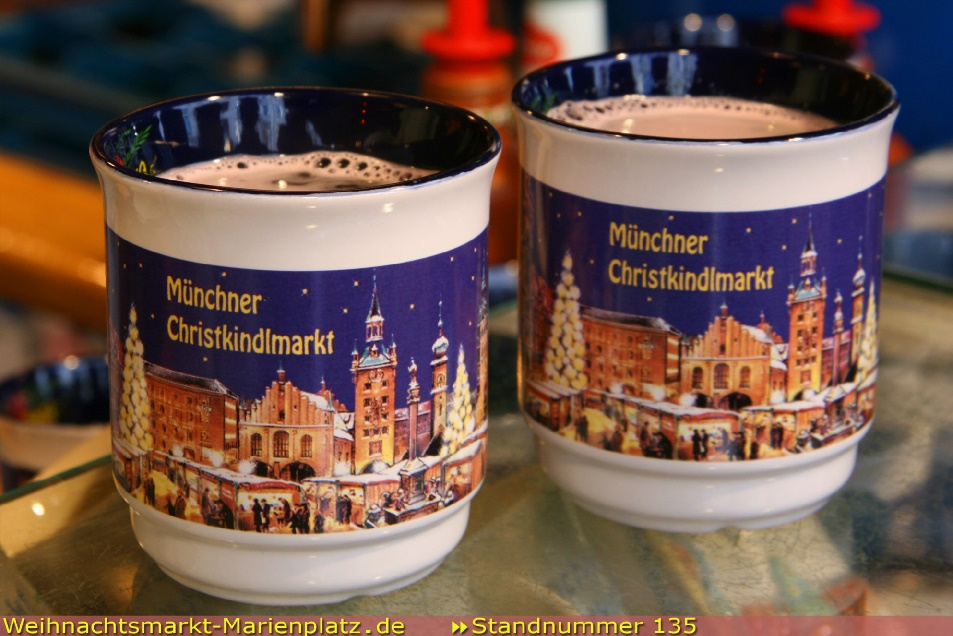 Münchner
Christkindlmarkt
Münchner
Christkindlmarkt
Weihnachtsmarkt-Marienplatz.de »Standnummer 135